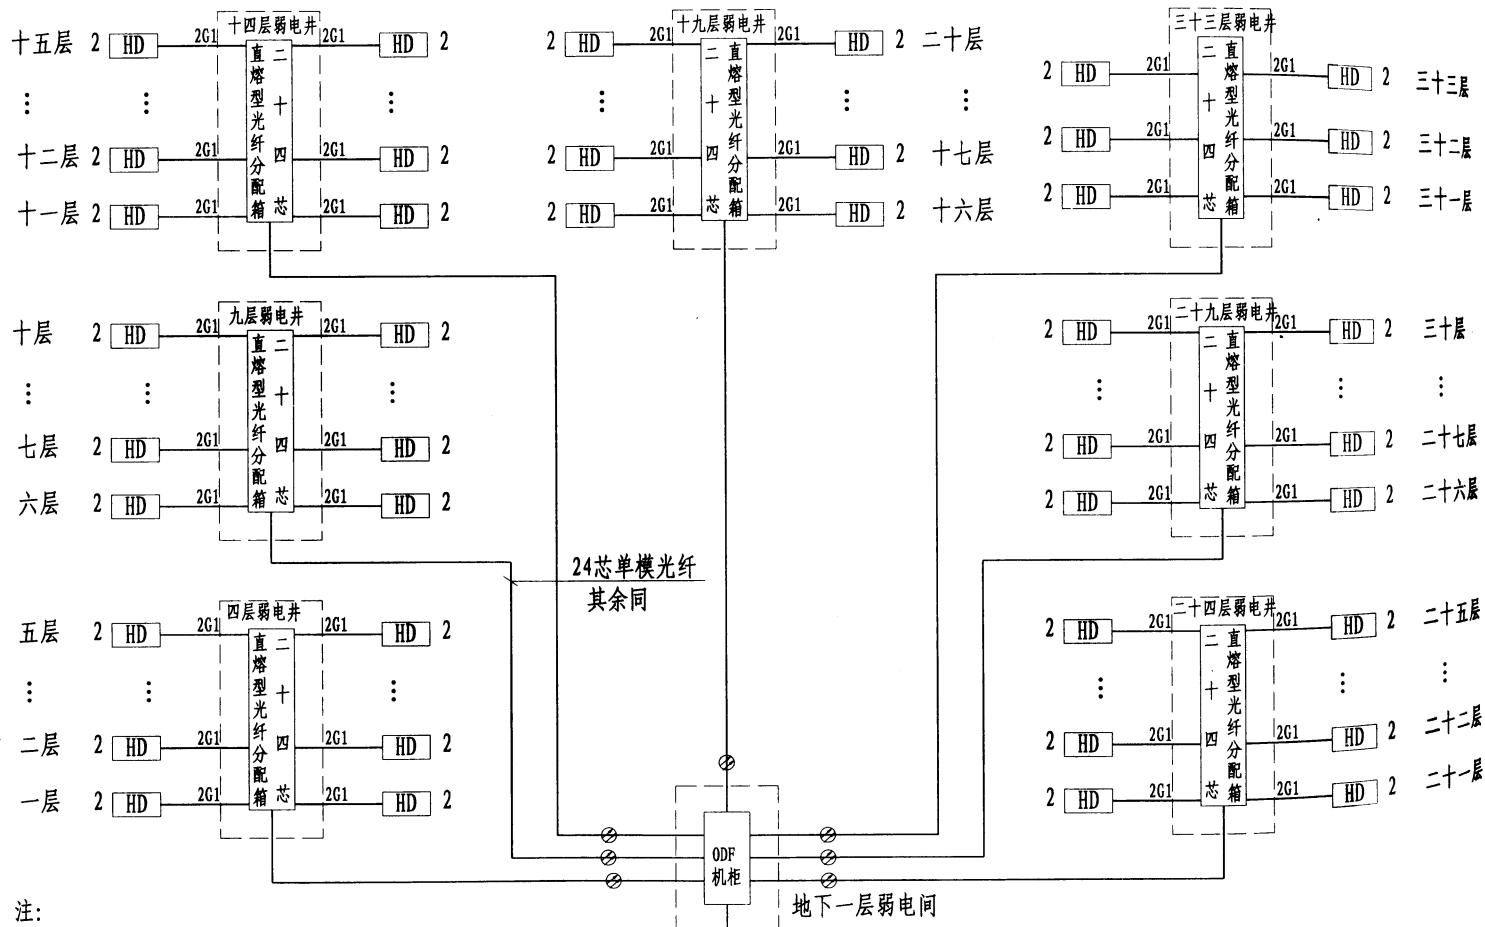 十四层弱电井
十五层 2 HD 2G1 2G1 HD 2
十二层 2 HD 2G1 2G1 HD 2
十一层 2 HD 2G1 2G1 HD 2
二十四芯
直熔型光纤分配箱
十九层弱电井
2 HD 2G1 2G1 HD 2 二十层
2 HD 2G1 2G1 HD 2 十七层
2 HD 2G1 2G1 HD 2 十六层
二十四芯
直熔型光纤分配箱
三十三层弱电井
2 HD 2G1 2G1 HD 2 三十三层
2 HD 2G1 2G1 HD 2 三十二层
2 HD 2G1 2G1 HD 2 三十一层
二十四芯
直熔型光纤分配箱
九层弱电井
十层 2 HD 2G1 2G1 HD 2
七层 2 HD 2G1 2G1 HD 2
六层 2 HD 2G1 2G1 HD 2
二十四芯
直熔型光纤分配箱
二十九层弱电井
2 HD 2G1 2G1 HD 2 三十层
2 HD 2G1 2G1 HD 2 二十七层
2 HD 2G1 2G1 HD 2 二十六层
二十四芯
直熔型光纤分配箱
24芯单模光纤
其余同
四层弱电井
五层 2 HD 2G1 2G1 HD 2
二层 2 HD 2G1 2G1 HD 2
一层 2 HD 2G1 2G1 HD 2
二十四芯
直熔型光纤分配箱
二十四层弱电井
2 HD 2G1 2G1 HD 2 二十五层
2 HD 2G1 2G1 HD 2 二十二层
2 HD 2G1 2G1 HD 2 二十一层
二十四芯
直熔型光纤分配箱
ODF
机柜
地下一层弱电间
注: